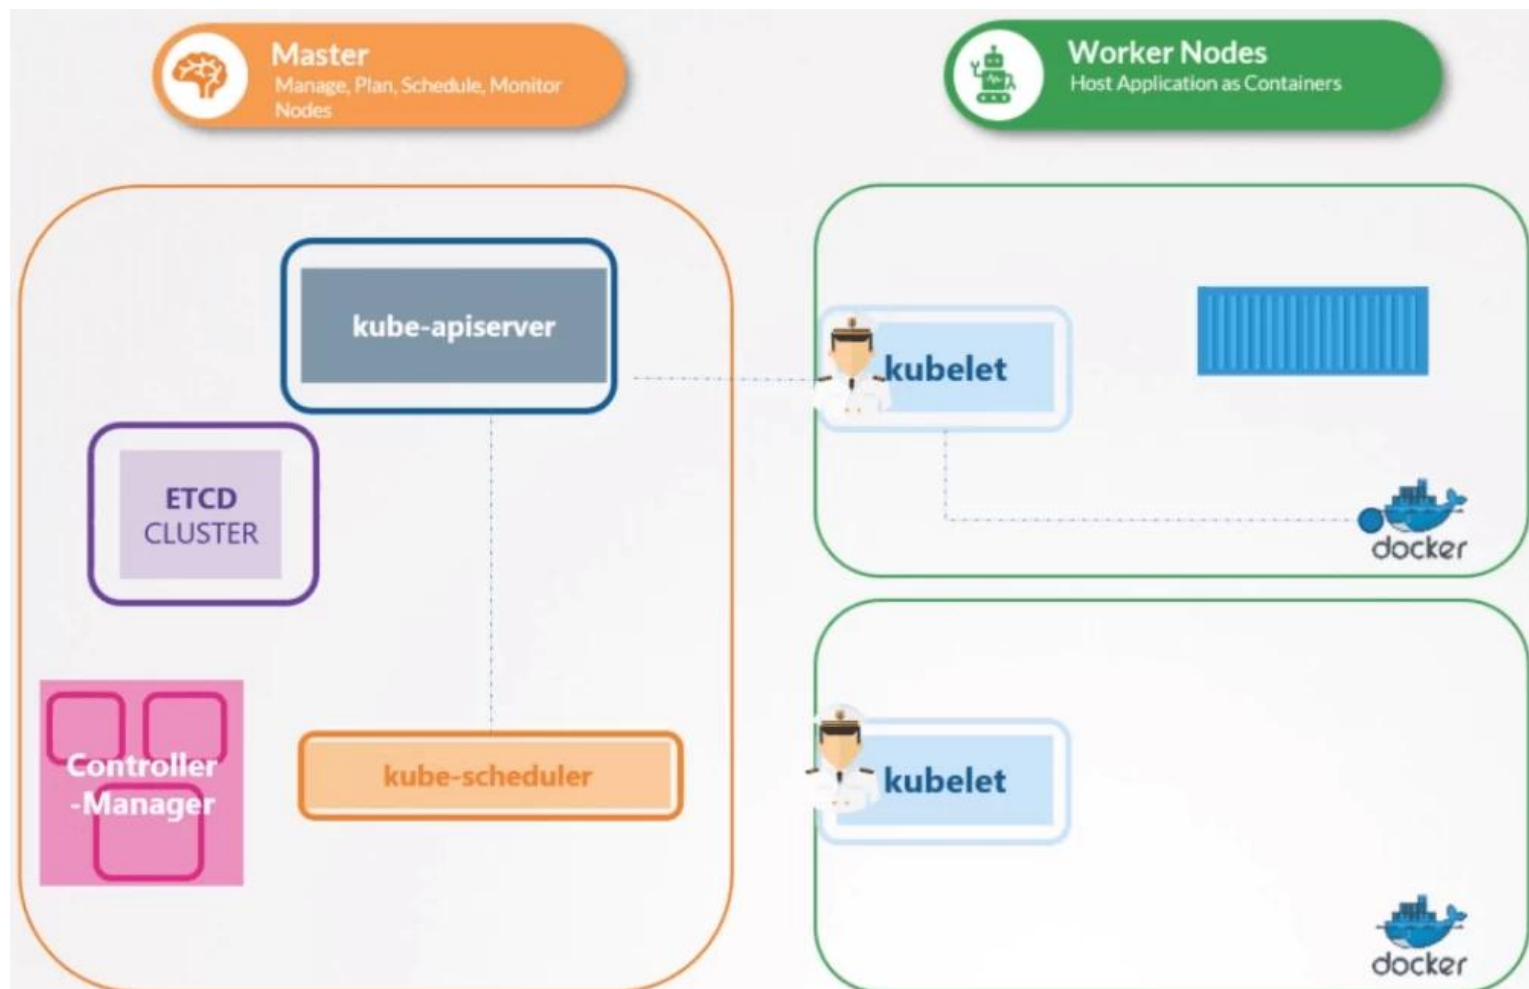 Master
Manage, Plan, Schedule, Monitor
Nodes
Worker Nodes
Host Application as Containers
kube-apiserver
ETCD
CLUSTER
Controller
-Manager
kube-scheduler
kubelet
docker
kubelet
docker